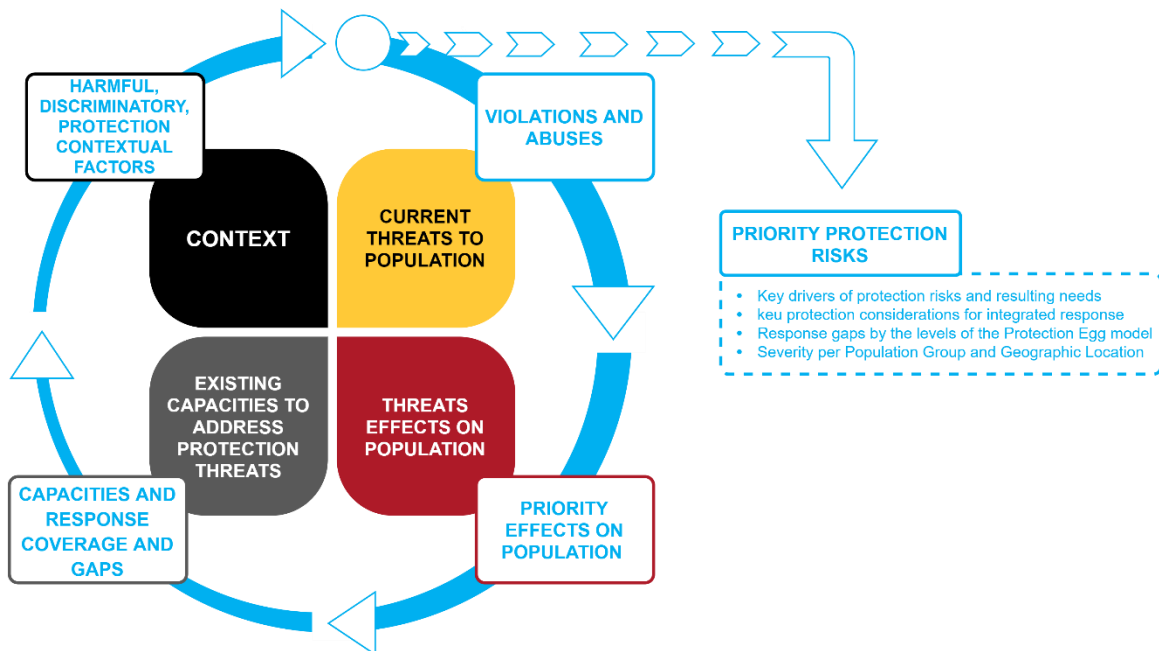 HARMFUL,
DISCRIMINATORY,
PROTECTION
CONTEXTUAL
FACTORS
VIOLATIONS AND
ABUSES
CONTEXT
CURRENT
THREATS TO
POPULATION
EXISTING
CAPACITIES TO
ADDRESS
PROTECTION
THREATS
THREATS
EFFECTS ON
POPULATION
CAPACITIES AND
RESPONSE
COVERAGE AND
GAPS
PRIORITY
EFFECTS ON
POPULATION
PRIORITY PROTECTION
RISKS
• Key drivers of protection risks and resulting needs
• keu protection considerations for integrated response
• Response gaps by the levels of the Protection Egg model
• Severity per Population Group and Geographic Location